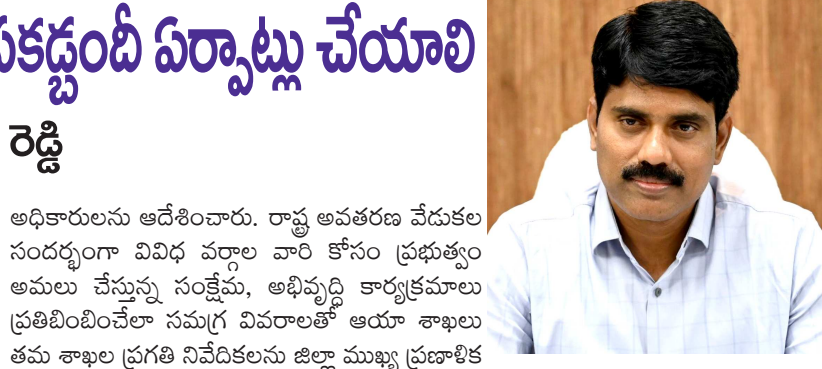 పకడ్బందీ ఏర్పాట్లు చేయాలి
రెడ్డి
అధికారులను ఆదేశించారు. రాష్ట్ర అవతరణ వేడుకల
సందర్భంగా వివిధ వర్గాల వారి కోసం ప్రభుత్వం
అమలు చేస్తున్న సంక్షేమ, అభివృద్ధి కార్యక్రమాలు
ప్రతిబింబించేలా సమగ్ర వివరాలతో ఆయా శాఖలు
తమ శాఖల ప్రగతి నివేదికలను జిల్లా ముఖ్య ప్రణాళిక